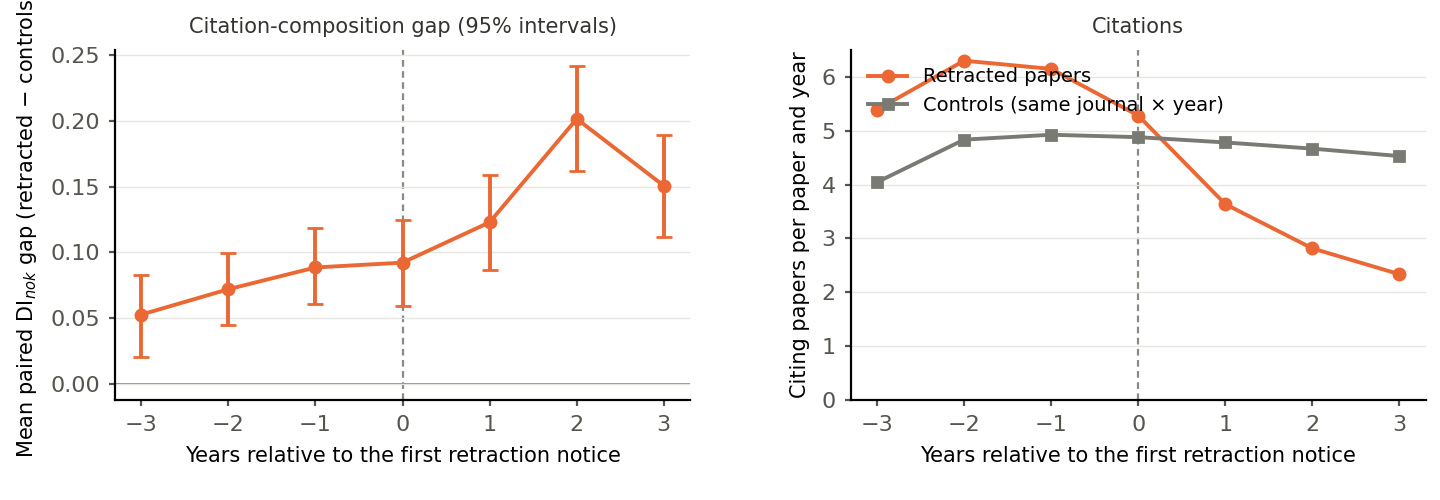 Citation-composition gap (95% intervals)
Mean paired DI_nok gap (retracted − controls
0.25
0.20
0.15
0.10
0.05
0.00
−3 −2 −1 0 1 2 3
Years relative to the first retraction notice
Citations
Citing papers per paper and year
Retracted papers
Controls (same journal × year)
6
5
4
3
2
1
0
−3 −2 −1 0 1 2 3
Years relative to the first retraction notice